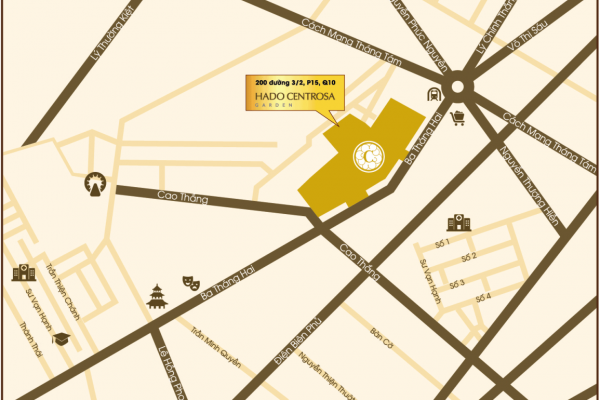 Lý Thường Kiệt
Cách Mạng Tháng Tám
Nguyễn Phúc Nguyên
Lý Chính Thắng
Võ Thị Sáu
200 đường 3/2, P15, Q10
HADO CENTROSA
GARDEN
C
Ba Tháng Hai
Cách Mạng Tháng Tám
Nguyễn Thượng Hiền
Cao Thắng
Số 1
Số 2
Số 3
Số 4
Sư Vạn Hạnh
Cao Thắng
Ba Tháng Hai
Trần Thiện Chánh
Sư Vạn Hạnh
Thành Thái
Lê Hồng Pho
Trần Minh Quyền
Điện Biên Phủ
Bàn Cờ
Nguyễn Thiện Thuật